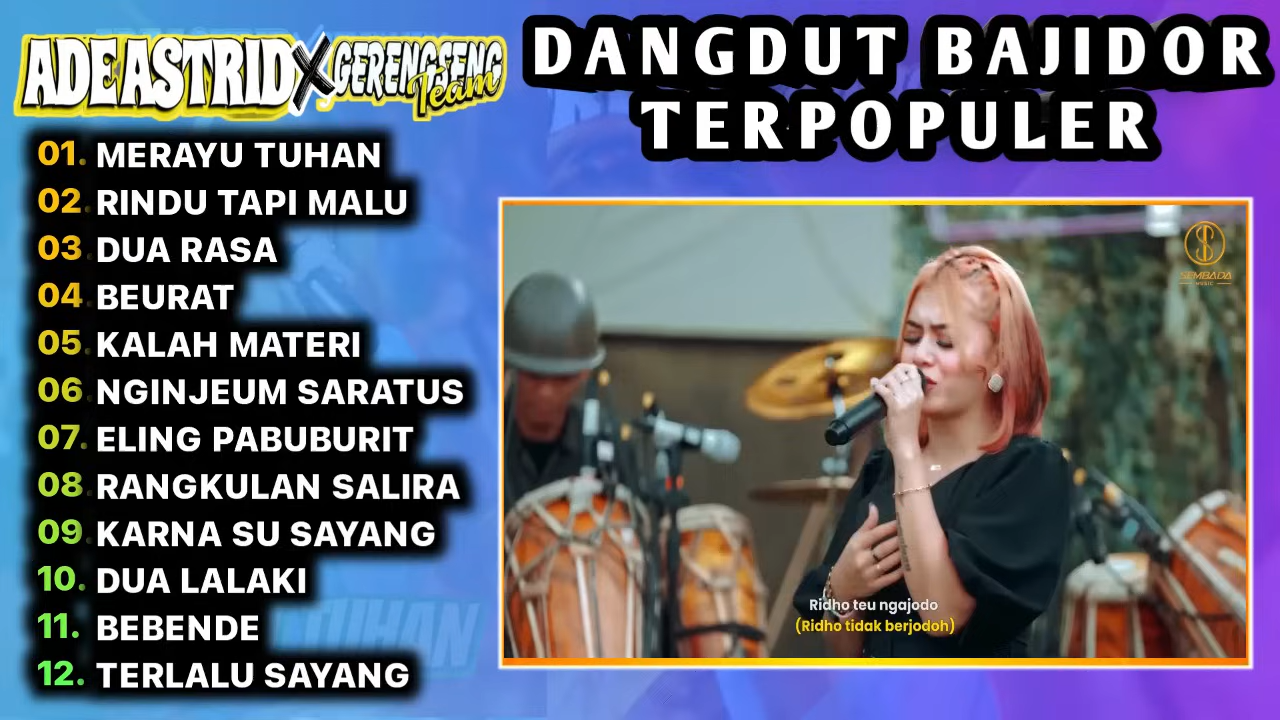 ADE ASTRID X GERENGSENG Team
DANGDUT BAJIDOR
TERPOPULER
01. MERAYU TUHAN
02. RINDU TAPI MALU
03. DUA RASA
04. BEURAT
05. KALAH MATERI
06. NGINJEUM SARATUS
07. ELING PABUBURIT
08. RANGKULAN SALIRA
09. KARNA SU SAYANG
10. DUA LALAKI
11. BEBENDE
12. TERLALU SAYANG
SEMBADA
MUSIC
Ridho teu ngajodo
(Ridho tidak berjodoh)
TUHAN